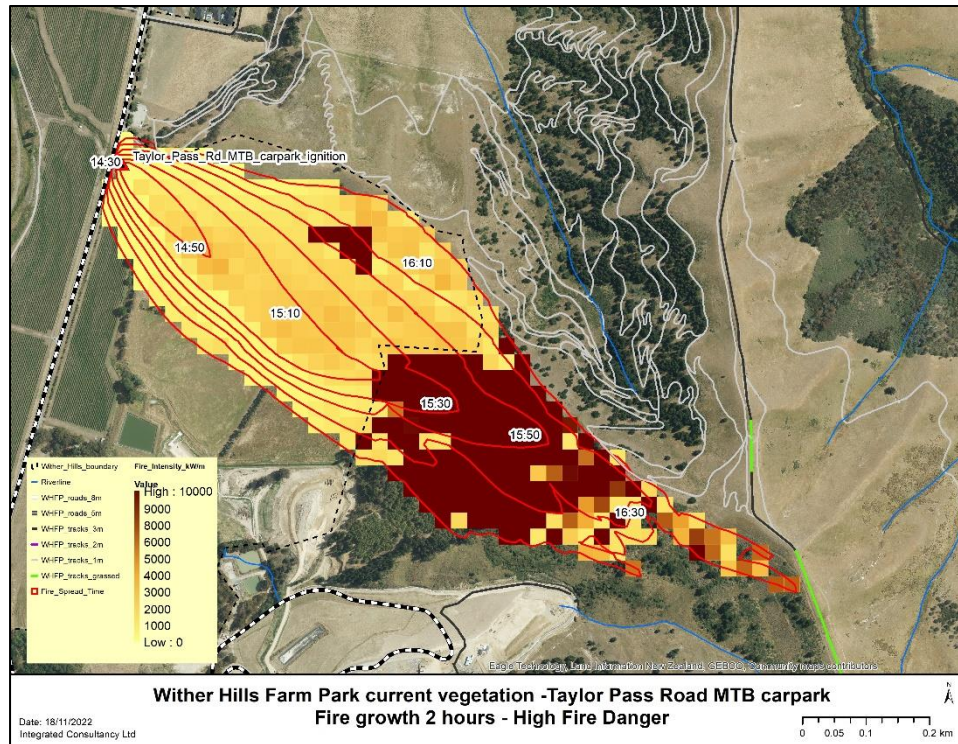 14:30
Taylor_Pass_Rd_MTB_carpark_ignition
14:50
16:10
15:10
15:30
15:50
16:30
Wither_Hills_boundary
Riverline
WHFP_roads_8m
WHFP_roads_5m
WHFP_tracks_3m
WHFP_tracks_2m
WHFP_tracks_1m
WHFP_tracks_grassed
Fire_Spread_Time
Fire_Intensity_kW/m
Value
High : 10000
9000
8000
7000
6000
5000
4000
3000
2000
1000
Low : 0
Eagle Technology, Land Information New Zealand, GEBCO, Community maps contributors
Wither Hills Farm Park current vegetation -Taylor Pass Road MTB carpark
Fire growth 2 hours - High Fire Danger
Date: 18/11/2022
Integrated Consultancy Ltd
N
0 0.05 0.1 0.2 km